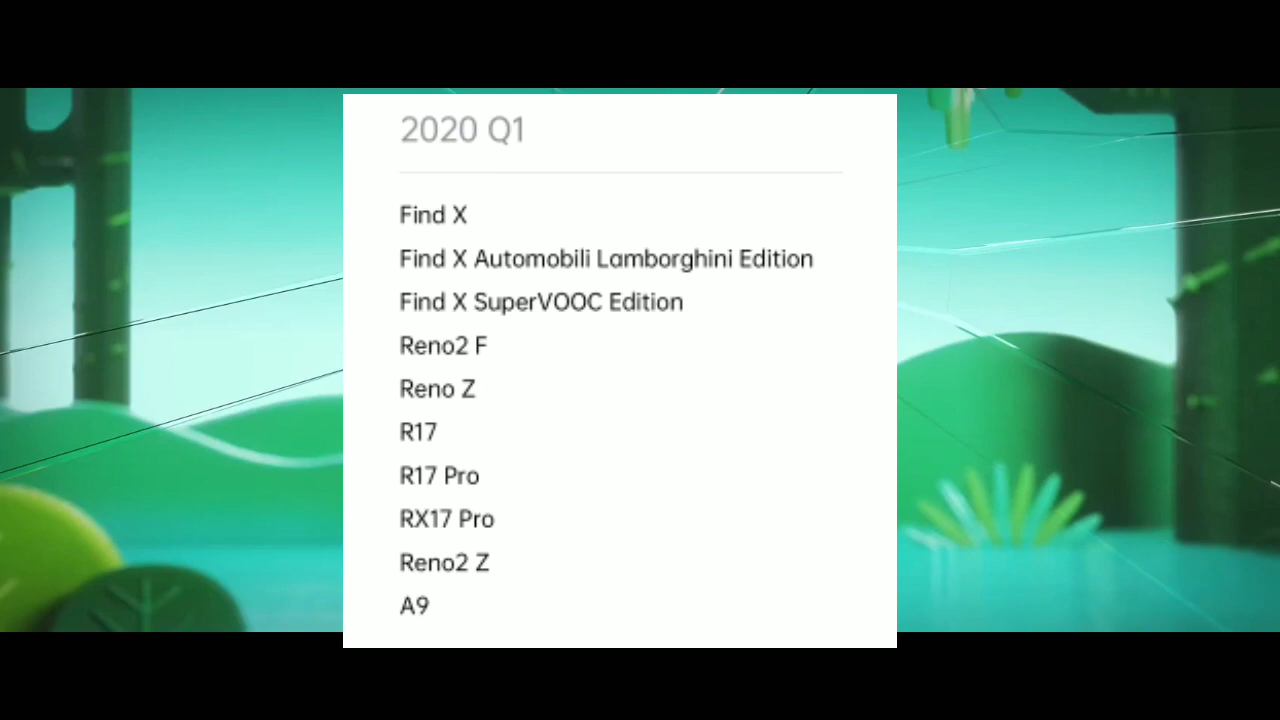 2020 Q1
Find X
Find X Automobili Lamborghini Edition
Find X SuperVOOC Edition
Reno2 F
Reno Z
R17
R17 Pro
RX17 Pro
Reno2 Z
A9